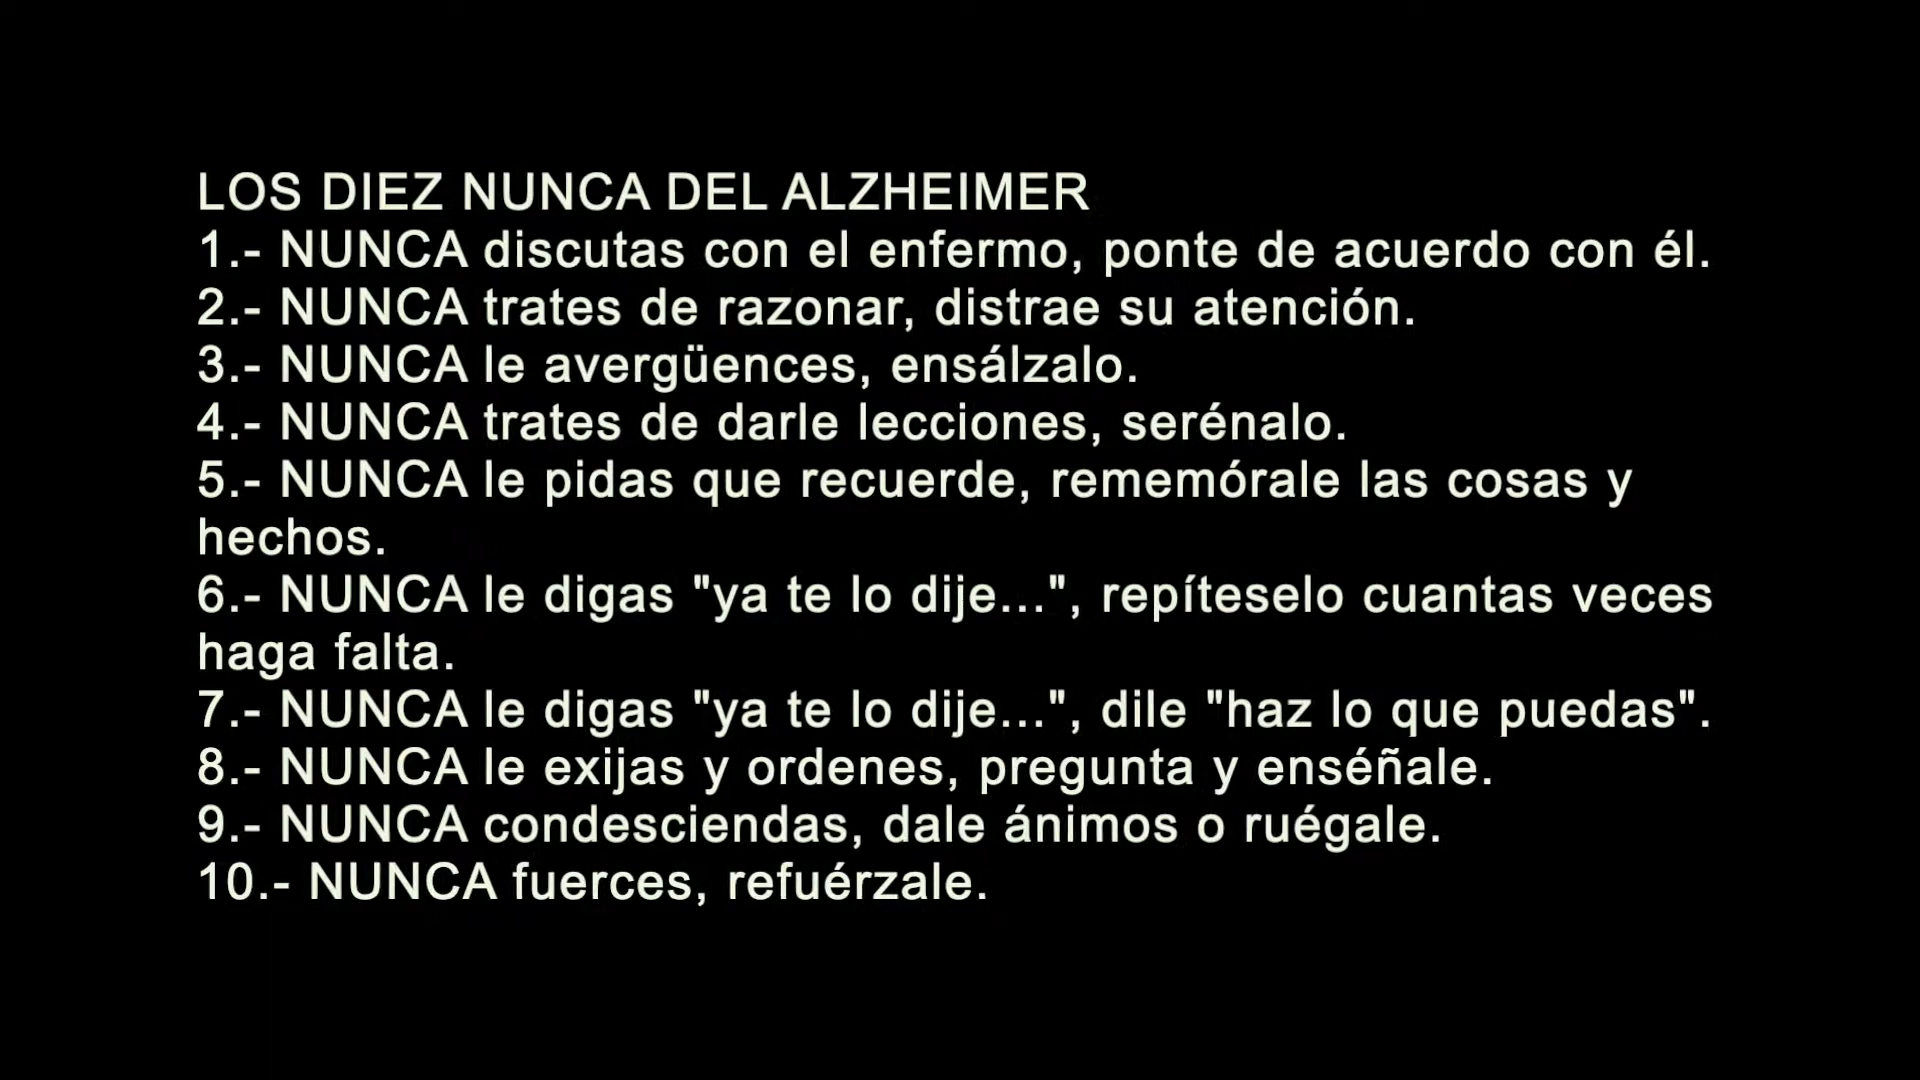 LOS DIEZ NUNCA DEL ALZHEIMER
1.- NUNCA discutas con el enfermo, ponte de acuerdo con él.
2.- NUNCA trates de razonar, distrae su atención.
3.- NUNCA le avergüences, ensálzalo.
4.- NUNCA trates de darle lecciones, serénalo.
5.- NUNCA le pidas que recuerde, rememórale las cosas y
hechos.
6.- NUNCA le digas "ya te lo dije...", repíteselo cuantas veces
haga falta.
7.- NUNCA le digas "ya te lo dije...", dile "haz lo que puedas".
8.- NUNCA le exijas y ordenes, pregunta y enséñale.
9.- NUNCA condesciendas, dale ánimos o ruégale.
10.- NUNCA fuerces, refuérzale.